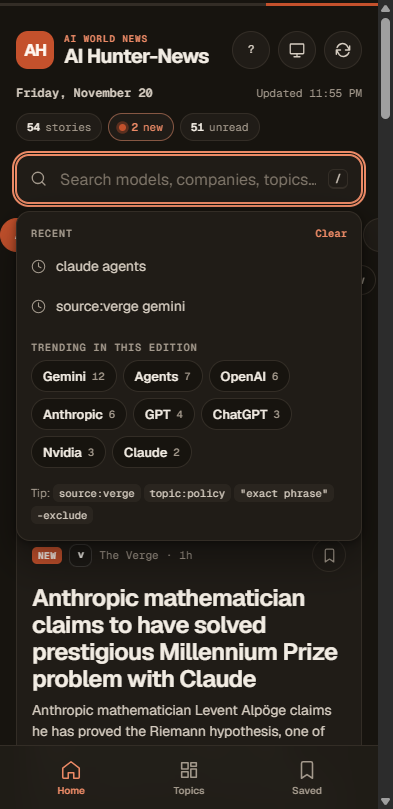 AH
AI WORLD NEWS
AI Hunter-News
?
Friday, November 20
Updated 11:55 PM
54 stories
2 new
51 unread
Search models, companies, topics…
/
RECENT
Clear
claude agents
source:verge gemini
TRENDING IN THIS EDITION
Gemini 12
Agents 7
OpenAI 6
Anthropic 6
GPT 4
ChatGPT 3
Nvidia 3
Claude 2
Tip: source:verge topic:policy "exact phrase"
-exclude
NEW
V
The Verge · 1h
Anthropic mathematician
claims to have solved
prestigious Millennium Prize
problem with Claude
Anthropic mathematician Levent Alpöge claims
he has proved the Riemann hypothesis, one of
Home
Topics
Saved